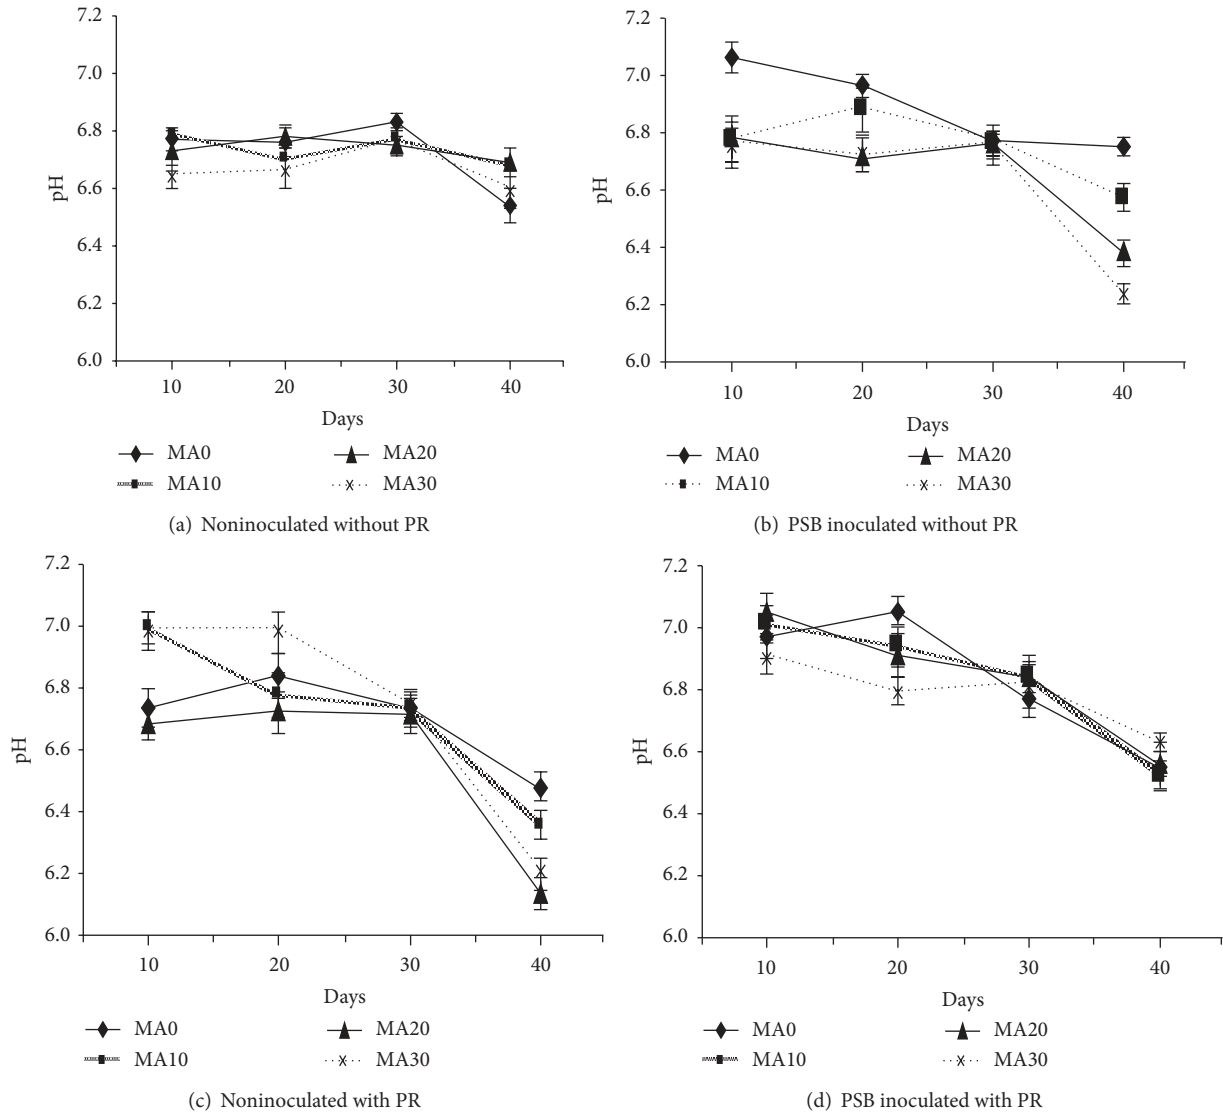 7.2
7.0
6.8
6.6
6.4
6.2
6.0
pH
10 20 30 40
Days
MA0 MA20
MA10 MA30
(a) Noninoculated without PR
7.2
7.0
6.8
6.6
6.4
6.2
6.0
pH
10 20 30 40
Days
MA0 MA20
MA10 MA30
(b) PSB inoculated without PR
7.2
7.0
6.8
6.6
6.4
6.2
6.0
pH
10 20 30 40
Days
MA0 MA20
MA10 MA30
(c) Noninoculated with PR
7.2
7.0
6.8
6.6
6.4
6.2
6.0
pH
10 20 30 40
Days
MA0 MA20
MA10 MA30
(d) PSB inoculated with PR